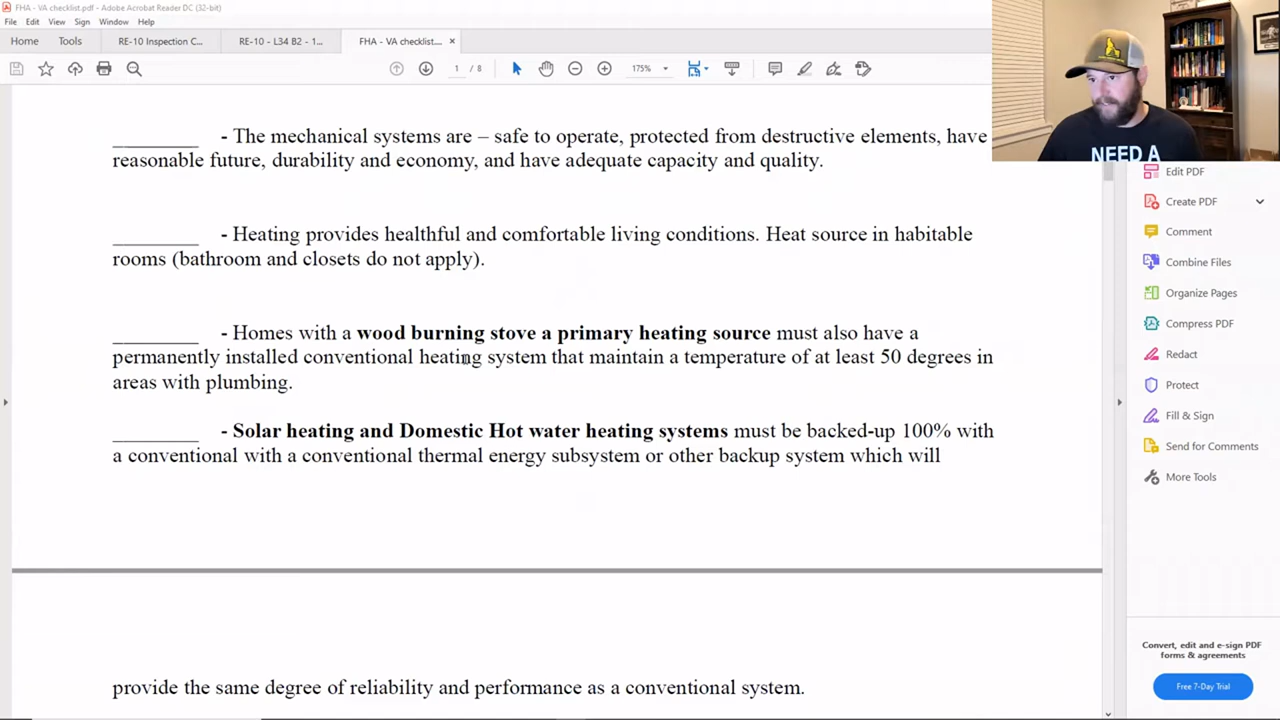 FHA - VA checklist.pdf - Adobe Acrobat Reader DC (32-bit)
File Edit View Sign Window Help
Home Tools RE-10 Inspection C... RE-10 - L34 B2- 1... FHA - VA checklist.... ×
1 / 8 175%
NEED A
________ - The mechanical systems are – safe to operate, protected from destructive elements, have
reasonable future, durability and economy, and have adequate capacity and quality.
________ - Heating provides healthful and comfortable living conditions. Heat source in habitable
rooms (bathroom and closets do not apply).
________ - Homes with a wood burning stove a primary heating source must also have a
permanently installed conventional heating system that maintain a temperature of at least 50 degrees in
areas with plumbing.
________ - Solar heating and Domestic Hot water heating systems must be backed-up 100% with
a conventional with a conventional thermal energy subsystem or other backup system which will
provide the same degree of reliability and performance as a conventional system.
Edit PDF
Create PDF
Comment
Combine Files
Organize Pages
Compress PDF
Redact
Protect
Fill & Sign
Send for Comments
More Tools
Convert, edit and e-sign PDF
forms & agreements
Free 7-Day Trial